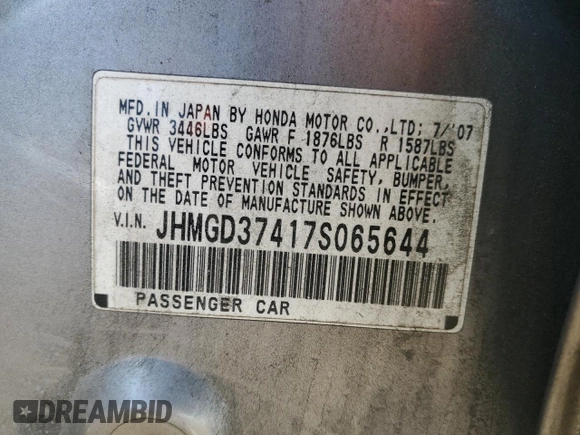 MFD. IN JAPAN BY HONDA MOTOR CO., LTD; 7/'07
GVWR 3446LBS GAWR F 1876LBS R 1587LBS
THIS VEHICLE CONFORMS TO ALL APPLICABLE
FEDERAL MOTOR VEHICLE SAFETY, BUMPER,
AND THEFT PREVENTION STANDARDS IN EFFECT
ON THE DATE OF MANUFACTURE SHOWN ABOVE.
V.I.N. JHMGD37417S065644
PASSENGER CAR
DREAMBID